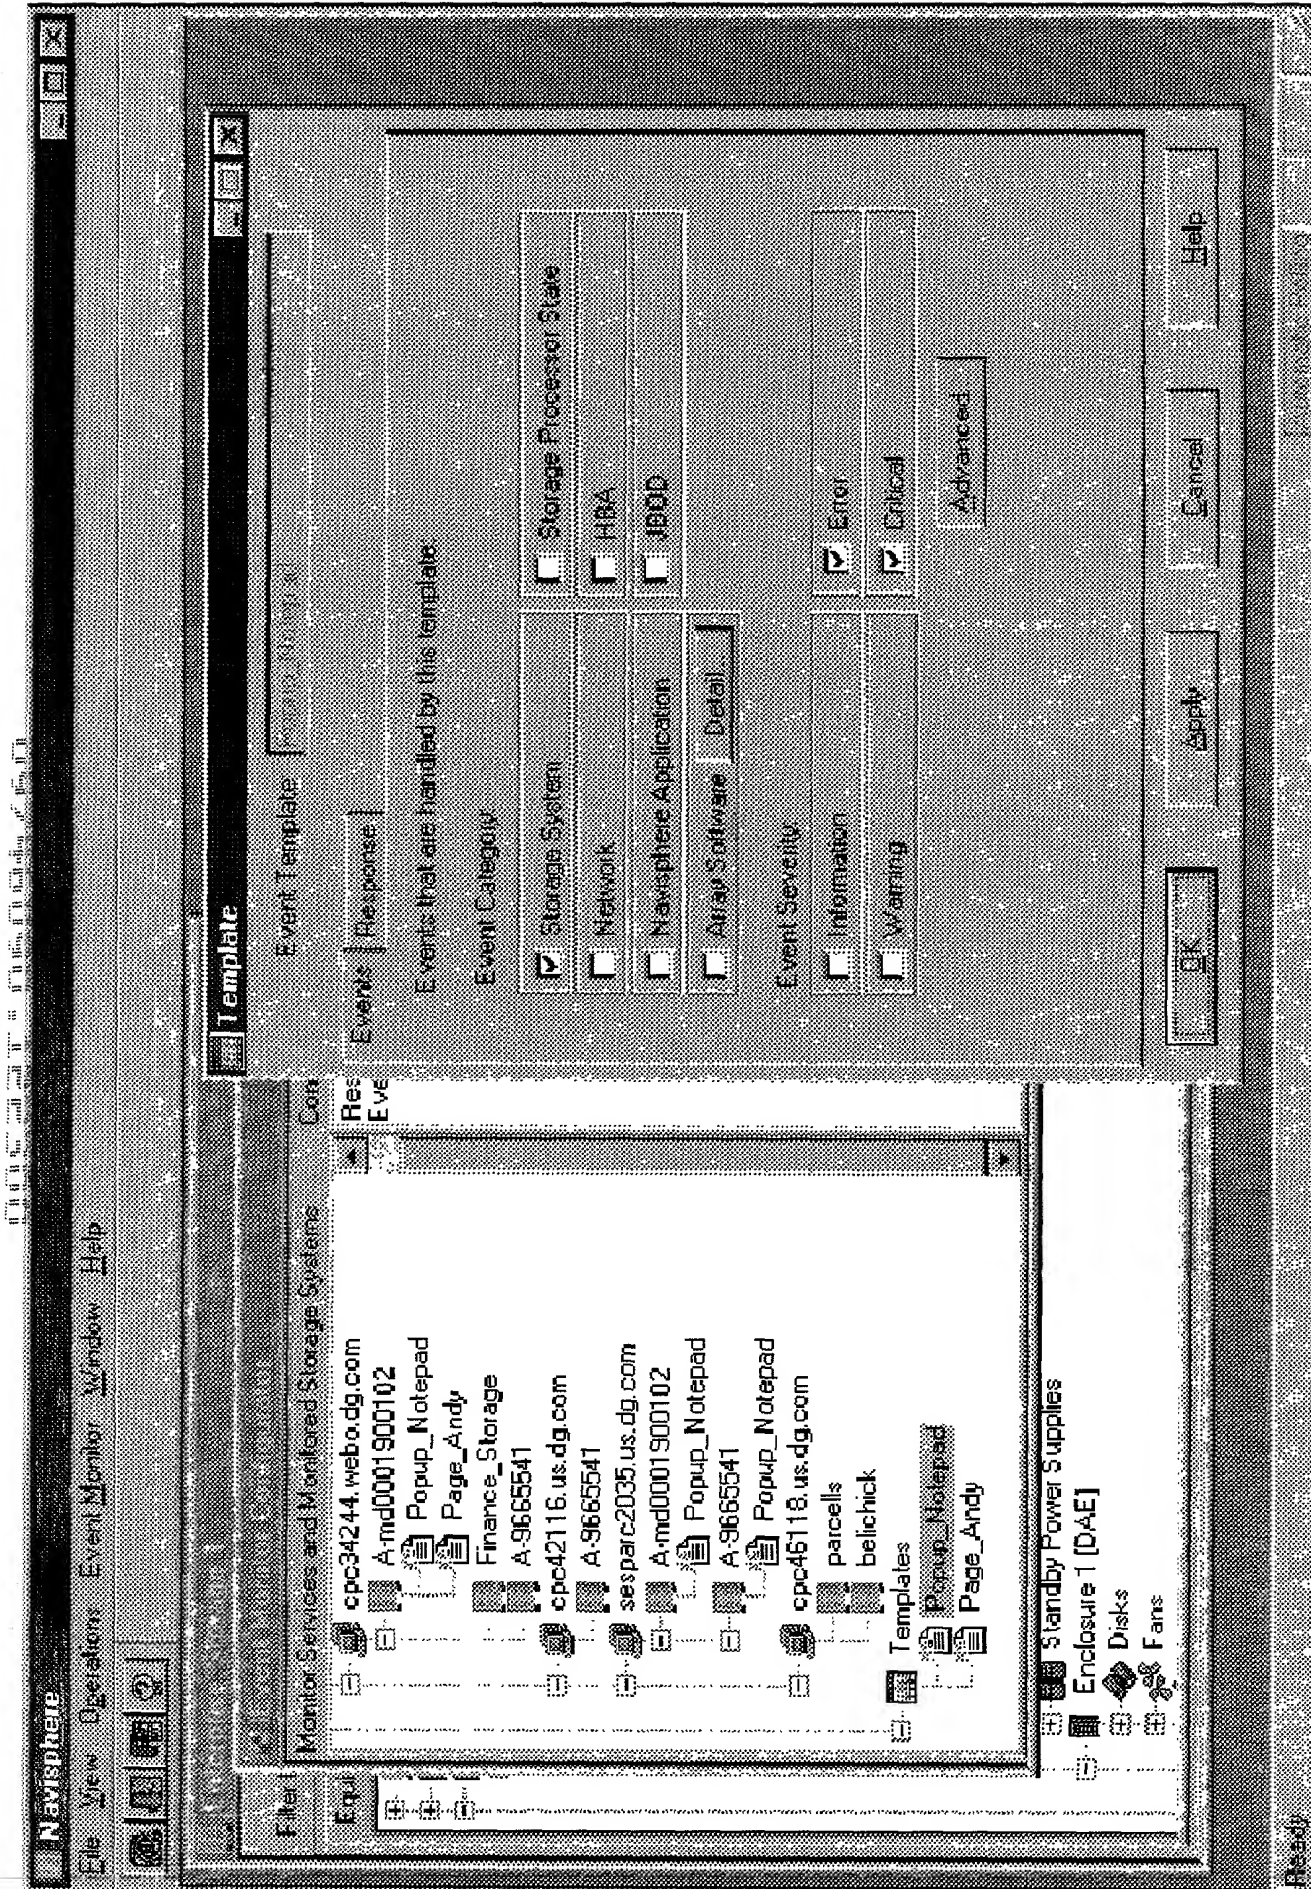 Navisphere
File View Operations Event Monitor Window Help
Filter
Equi
Monitor Services and Monitored Storage Systems
Con
Res
Eve
cpc34244.webo.dg.com
A-md0001900102
Popup_Notepad
Page_Andy
Finance_Storage
A-9665541
cpc42116.us.dg.com
A-9665541
sesparc2035.us.dg.com
A-md0001900102
Popup_Notepad
A-9665541
Popup_Notepad
cpc46118.us.dg.com
parcells
belichick
Templates
Popup_Notepad
Page_Andy
Standby Power Supplies
Enclosure 1 [DAE]
Disks
Fans
Template
Event Template
Events Response
Events that are handled by this template:
Event Category:
Storage System Storage Processor State
Network HBA
Navisphere Application JBOD
Array Software Detail...
Event Severity:
Information Error
Warning Critical
Advanced...
OK Apply Cancel Help
Ready